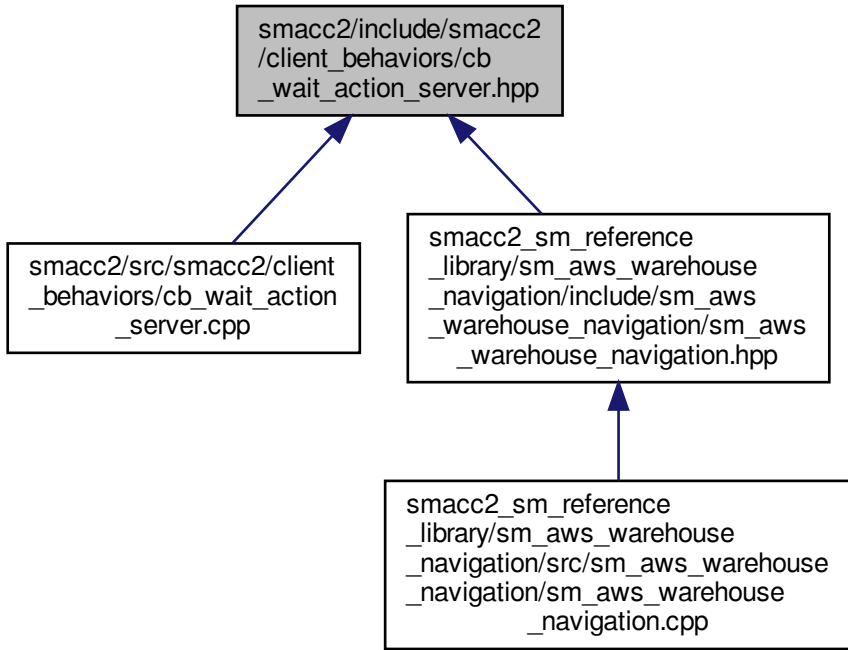 smacc2/include/smacc2
/client_behaviors/cb
_wait_action_server.hpp
smacc2/src/smacc2/client
_behaviors/cb_wait_action
_server.cpp
smacc2_sm_reference
_library/sm_aws_warehouse
_navigation/include/sm_aws
_warehouse_navigation/sm_aws
_warehouse_navigation.hpp
smacc2_sm_reference
_library/sm_aws_warehouse
_navigation/src/sm_aws_warehouse
_navigation/sm_aws_warehouse
_navigation.cpp